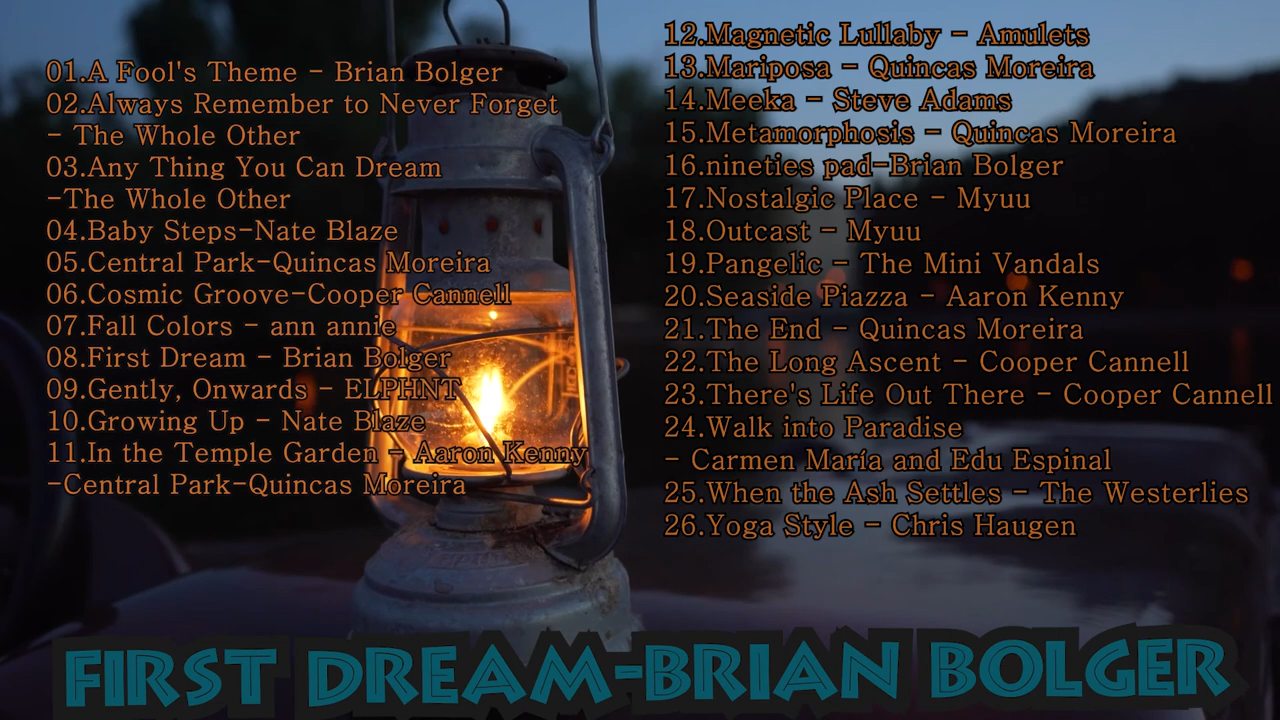 01.A Fool's Theme - Brian Bolger
02.Always Remember to Never Forget
- The Whole Other
03.Any Thing You Can Dream
-The Whole Other
04.Baby Steps-Nate Blaze
05.Central Park-Quincas Moreira
06.Cosmic Groove-Cooper Cannell
07.Fall Colors - ann annie
08.First Dream - Brian Bolger
09.Gently, Onwards - ELPHNT
10.Growing Up - Nate Blaze
11.In the Temple Garden - Aaron Kenny
-Central Park-Quincas Moreira
12.Magnetic Lullaby - Amulets
13.Mariposa - Quincas Moreira
14.Meeka - Steve Adams
15.Metamorphosis - Quincas Moreira
16.nineties pad-Brian Bolger
17.Nostalgic Place - Myuu
18.Outcast - Myuu
19.Pangelic - The Mini Vandals
20.Seaside Piazza - Aaron Kenny
21.The End - Quincas Moreira
22.The Long Ascent - Cooper Cannell
23.There's Life Out There - Cooper Cannell
24.Walk into Paradise
- Carmen María and Edu Espinal
25.When the Ash Settles - The Westerlies
26.Yoga Style - Chris Haugen
FIRST DREAM-BRIAN BOLGER